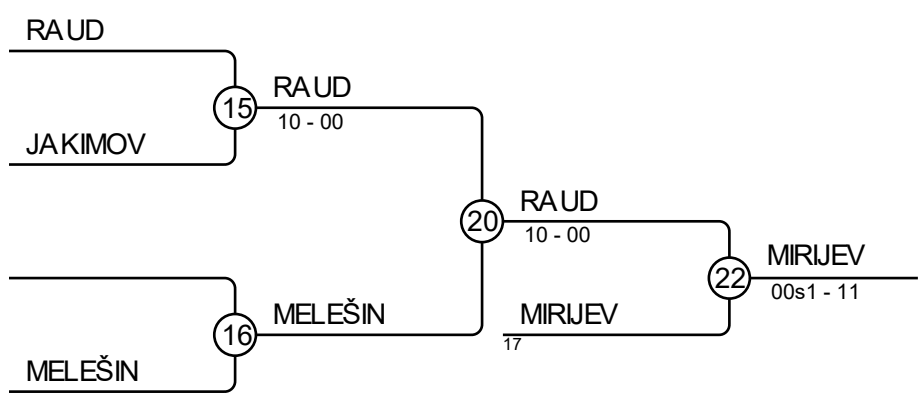 RAUD
15
RAUD
10 - 00
JAKIMOV
20
RAUD
10 - 00
22
MIRIJEV
00s1 - 11
16
MELEŠIN
MIRIJEV
17
MELEŠIN